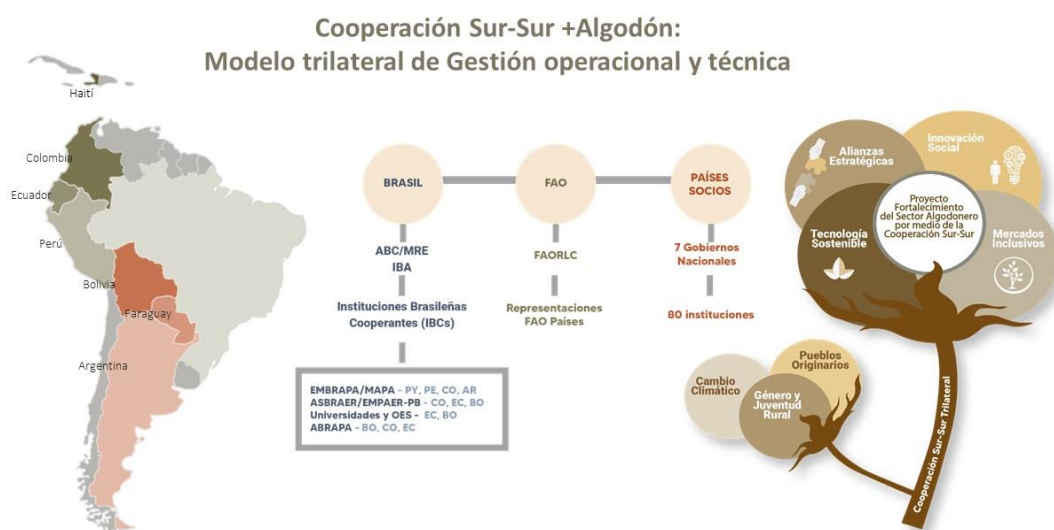 Cooperación Sur-Sur +Algodón:
Modelo trilateral de Gestión operacional y técnica
Haití
Colombia
Ecuador
Perú
Bolivia
Paraguay
Argentina
BRASIL
FAO
PAÍSES
SOCIOS
ABC/MRE
IBA
FAORLC
7 Gobiernos
Nacionales
Instituciones Brasileñas
Cooperantes (IBCs)
Representaciones
FAO Países
80 instituciones
EMBRAPA/MAPA - PY, PE, CO, AR
ASBRAER/EMPAER-PB - CO, EC, BO
Universidades y OES - EC, BO
ABRAPA - BO, CO, EC
Alianzas
Estratégicas
Innovación
Social
Tecnología
Sostenible
Proyecto
Fortalecimiento
del Sector Algodonero
por medio de la
Cooperación Sur-Sur
Mercados
Inclusivos
Cambio
Climático
Pueblos
Originarios
Género y
Juventud
Rural
Cooperación Sur-Sur Trilateral